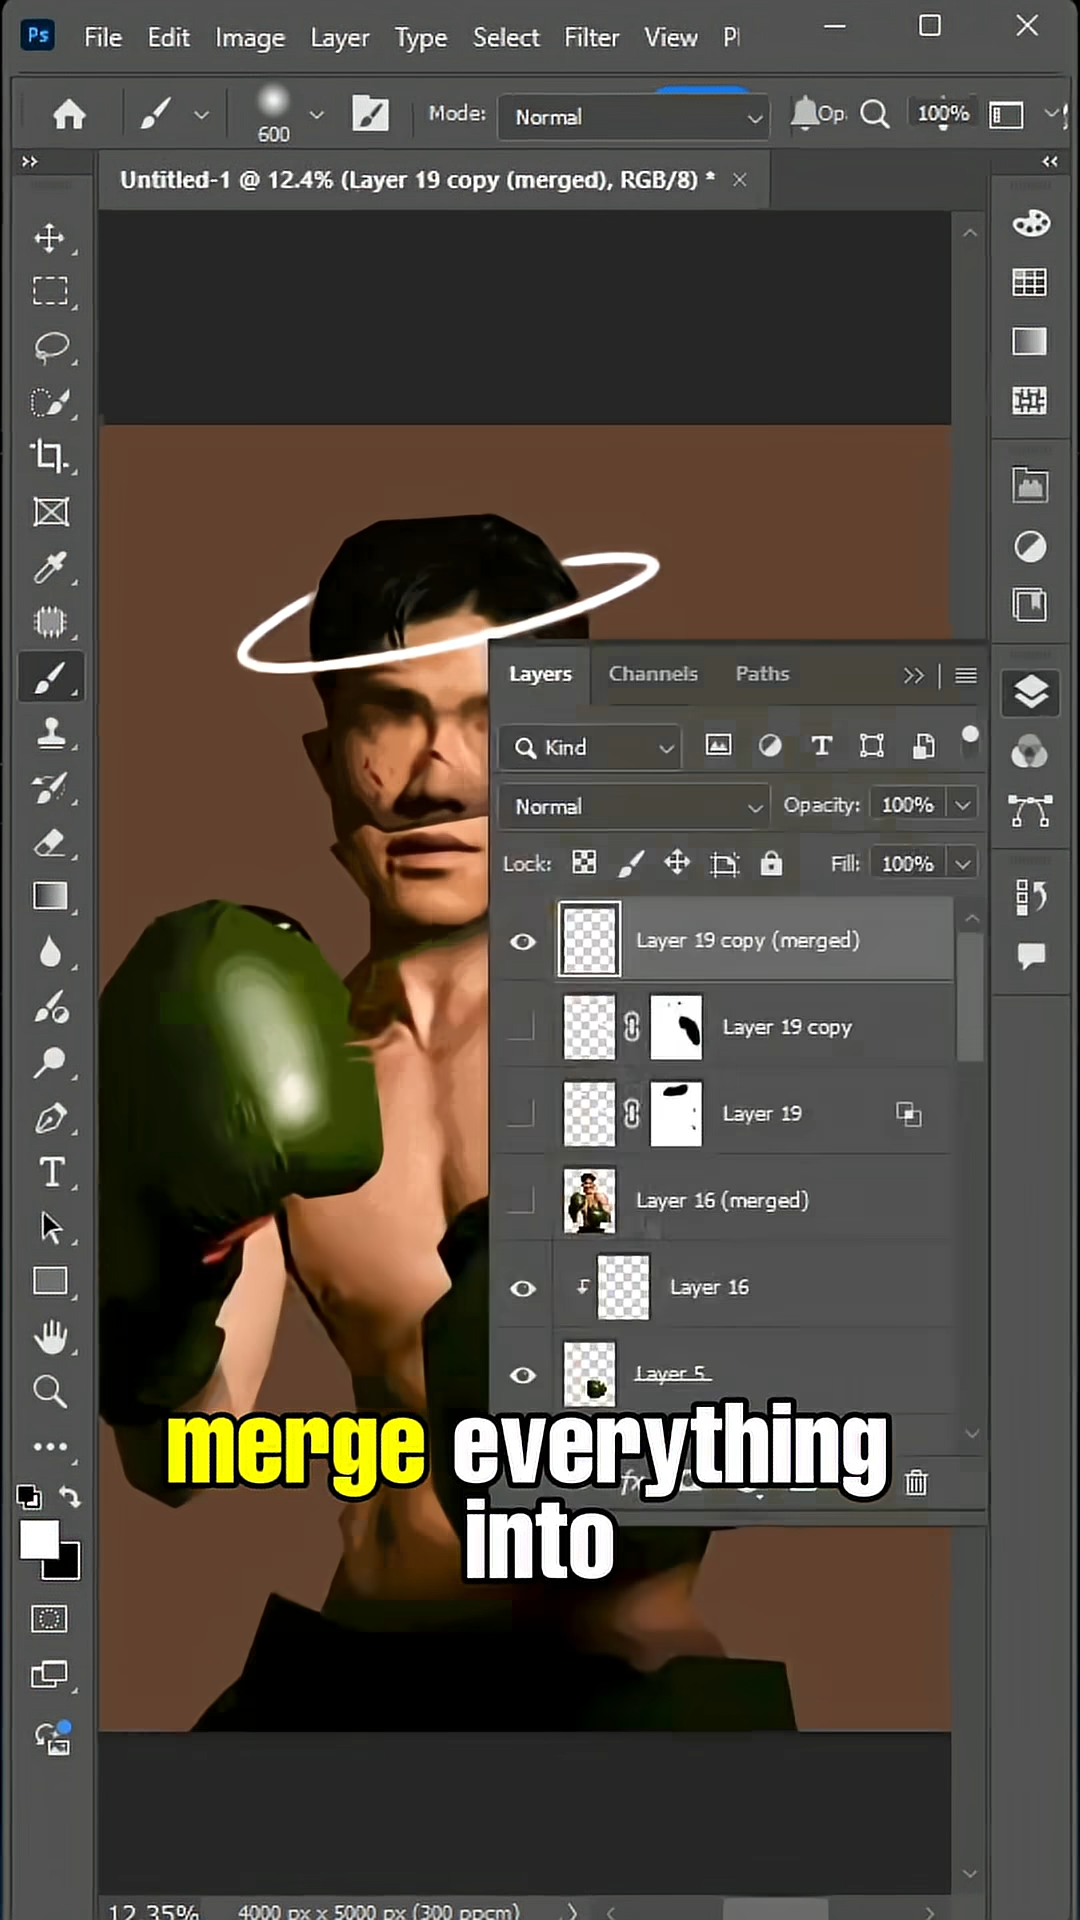 Ps File Edit Image Layer Type Select Filter View Pl
600 Mode: Normal Op 100%
Untitled-1 @ 12.4% (Layer 19 copy (merged), RGB/8) *
Layers Channels Paths
Kind
Normal Opacity: 100%
Lock: Fill: 100%
Layer 19 copy (merged)
Layer 19 copy
Layer 19
Layer 16 (merged)
Layer 16
Layer 5
merge everything
fx
into
12.35% 4000 px x 5000 px (300 ppcm)